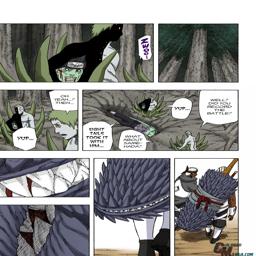 WELL?
DID YOU
RECORD
THE
BATTLE?
YUP.
OH
YEAH...?
THEN...
YUP...
EIGHT
TAILS
TOOK IT
WITH
HIM...
WHAT
ABOUT
SAME-
HADA?